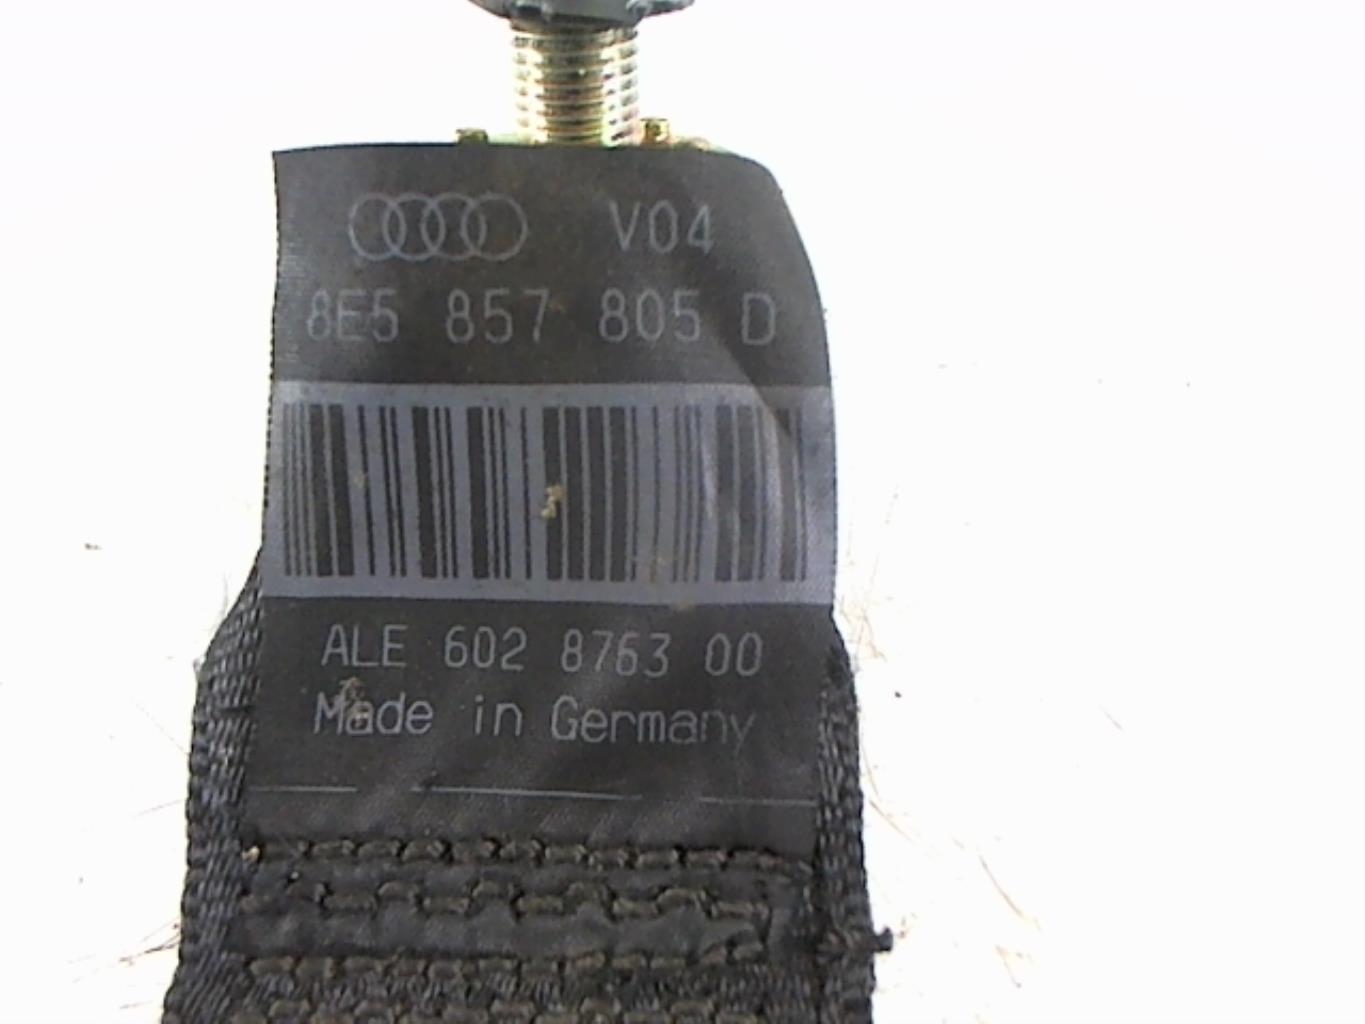 V04
8E5 857 805 D
ALE 602 8763 00
Made in Germany